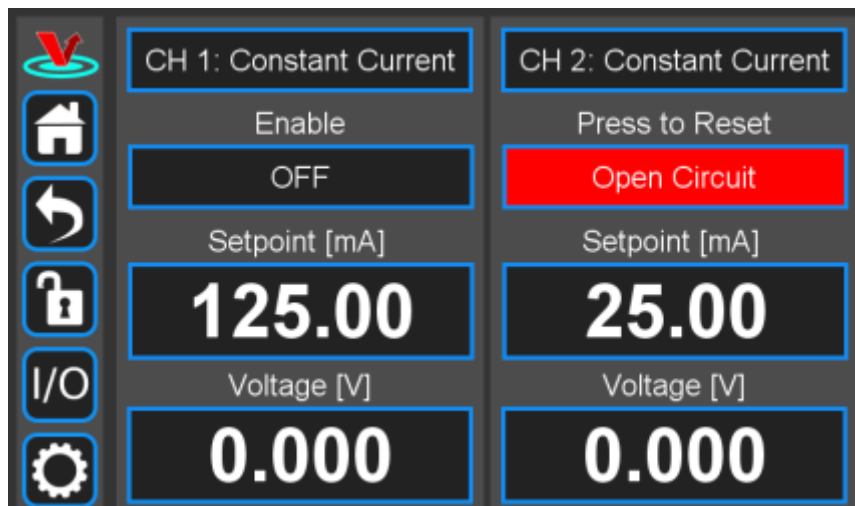 CH 1: Constant Current
Enable
OFF
Setpoint [mA]
125.00
Voltage [V]
0.000
CH 2: Constant Current
Press to Reset
Open Circuit
Setpoint [mA]
25.00
Voltage [V]
0.000
I/O